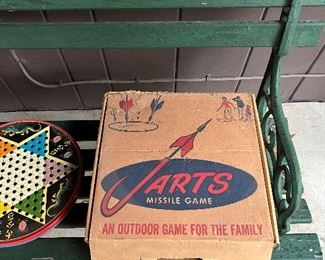 JARTS
MISSILE GAME
AN OUTDOOR GAME FOR THE FAMILY